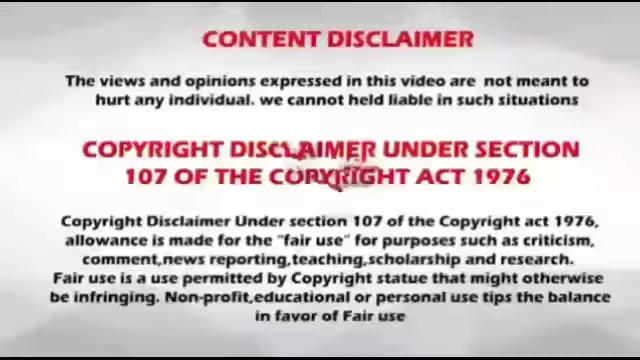 CONTENT DISCLAIMER
The views and opinions expressed in this video are not meant to
hurt any individual. we cannot held liable in such situations
COPYRIGHT DISCLAIMER UNDER SECTION
107 OF THE COPYRIGHT ACT 1976
Copyright Disclaimer Under section 107 of the Copyright act 1976,
allowance is made for the "fair use" for purposes such as criticism,
comment,news reporting,teaching,scholarship and research.
Fair use is a use permitted by Copyright statue that might otherwise
be infringing. Non-profit,educational or personal use tips the balance
in favor of Fair use